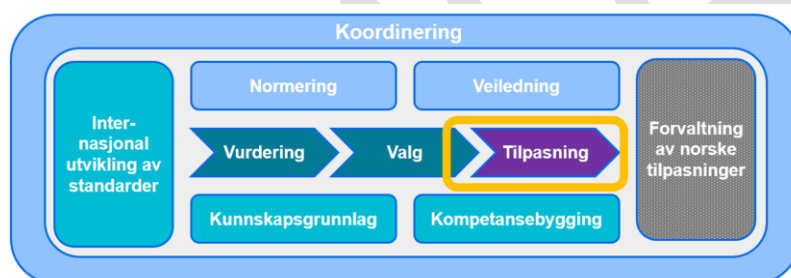 Koordinering
Inter-
nasjonal
utvikling av
standarder
Normering
Veiledning
Vurdering
Valg
Tilpasning
Kunnskapsgrunnlag
Kompetansebygging
Forvaltning
av norske
tilpasninger